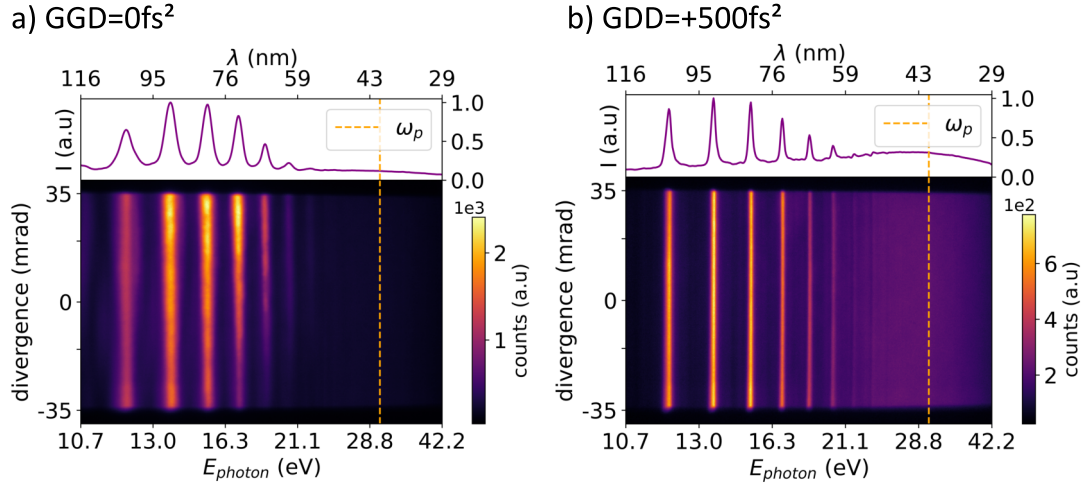 a) GGD=0fs²
λ (nm)
116 95 76 59 43 29
I (a.u)
1.0
0.5
0.0
ωp
divergence (mrad)
35
0
-35
1e3
2
1
counts (a.u)
10.7 13.0 16.3 21.1 28.8 42.2
Ephoton (eV)
b) GDD=+500fs²
λ (nm)
116 95 76 59 43 29
I (a.u)
1.0
0.5
0.0
ωp
divergence (mrad)
35
0
-35
1e2
6
4
2
counts (a.u)
10.7 13.0 16.3 21.1 28.8 42.2
Ephoton (eV)